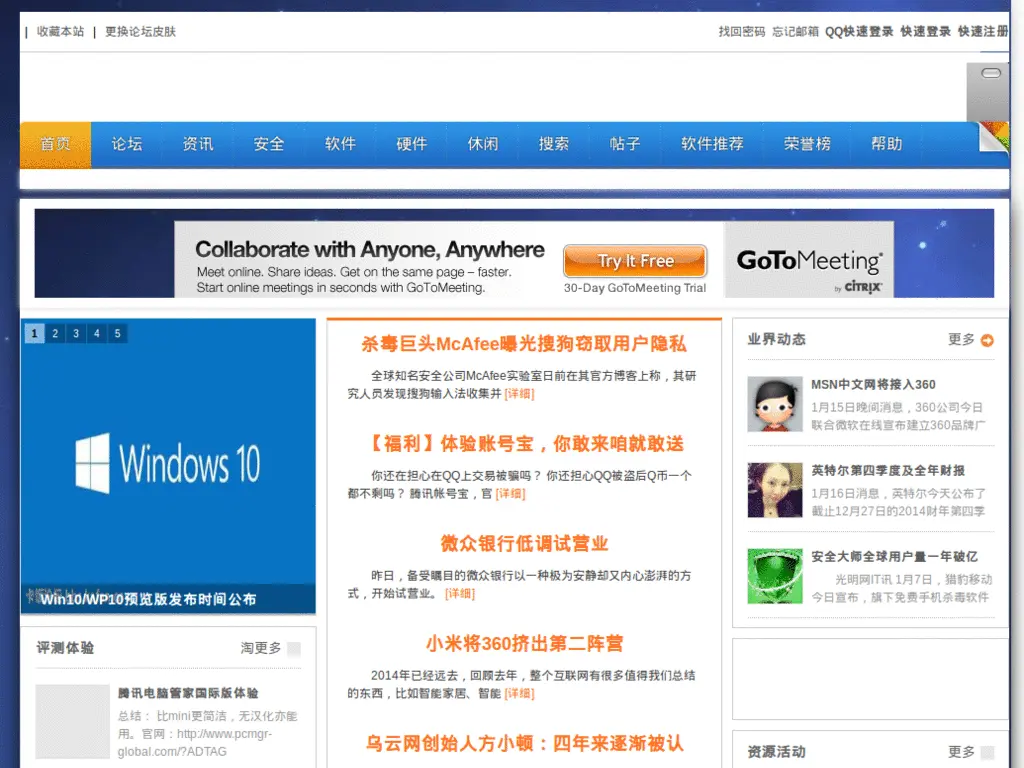 | 收藏本站 | 更换论坛皮肤
找回密码 忘记邮箱 QQ快速登录 快速登录 快速注册
首页 论坛 资讯 安全 软件 硬件 休闲 搜索 帖子 软件推荐 荣誉榜 帮助
Collaborate with Anyone, Anywhere
Meet online. Share ideas. Get on the same page – faster.
Start online meetings in seconds with GoToMeeting.
Try It Free
30-Day GoToMeeting Trial
GoToMeeting
by CITRIX
1 2 3 4 5
Windows 10
Win10/WP10预览版发布时间公布
评测体验 淘更多
腾讯电脑管家国际版体验
总结： 比mini更简洁，无汉化亦能
用。官网：http://www.pcmgr-
global.com/?ADTAG
杀毒巨头McAfee曝光搜狗窃取用户隐私
全球知名安全公司McAfee实验室日前在其官方博客上称，其研
究人员发现搜狗输入法收集并 [详细]
【福利】体验账号宝，你敢来咱就敢送
你还在担心在QQ上交易被骗吗？ 你还担心QQ被盗后Q币一个
都不剩吗？ 腾讯帐号宝，官 [详细]
微众银行低调试营业
昨日，备受瞩目的微众银行以一种极为安静却又内心澎湃的方
式，开始试营业。 [详细]
小米将360挤出第二阵营
2014年已经远去，回顾去年，整个互联网有很多值得我们总结
的东西，比如智能家居、智能 [详细]
乌云网创始人方小顿：四年来逐渐被认
业界动态 更多
MSN中文网将接入360
1月15日晚间消息，360公司今日
联合微软在线宣布建立360品牌广
英特尔第四季度及全年财报
1月16日消息，英特尔今天公布了
截止12月27日的2014财年第四季
安全大师全球用户量一年破亿
光明网IT讯 1月7日，猎豹移动
今日宣布，旗下免费手机杀毒软件
资源活动 更多